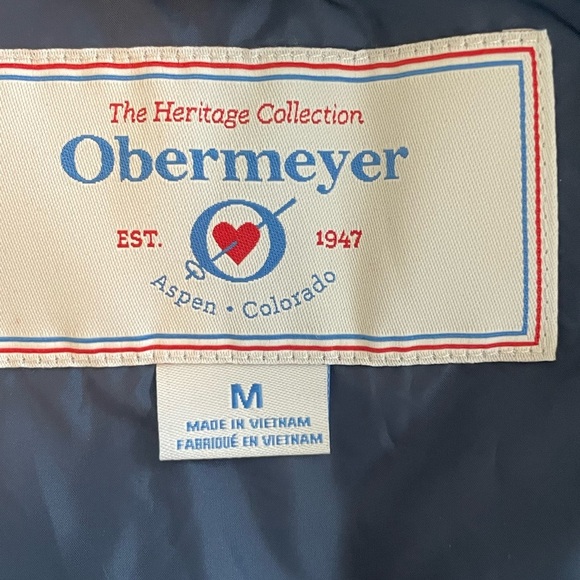 The Heritage Collection
Obermeyer
EST. 1947
Aspen • Colorado
M
MADE IN VIETNAM
FABRIQUÉ EN VIETNAM